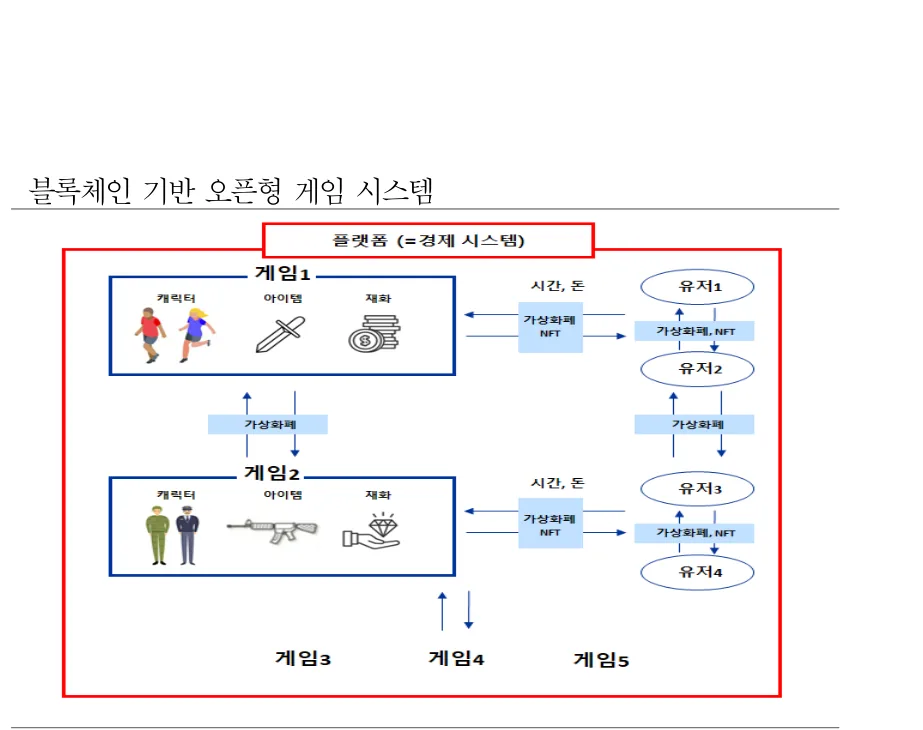 블록체인 기반 오픈형 게임 시스템
플랫폼 (=경제 시스템)
게임1
캐릭터 아이템 재화
시간, 돈
가상화폐
NFT
유저1
가상화폐, NFT
유저2
가상화폐
가상화폐
게임2
캐릭터 아이템 재화
시간, 돈
가상화폐
NFT
유저3
가상화폐, NFT
유저4
게임3 게임4 게임5